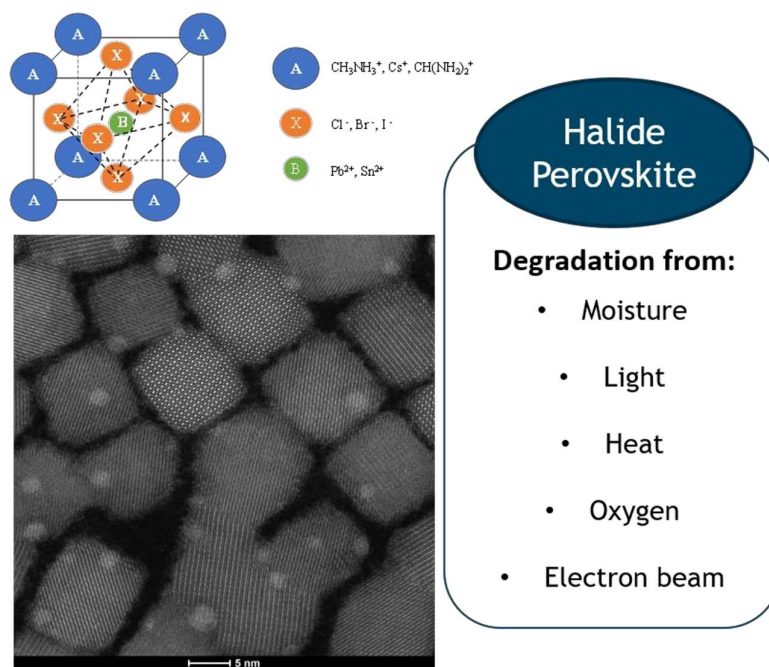 A
A
A
A
A
A
A
A
X
X
X
X
X
X
B
A
CH₃NH₃⁺, Cs⁺, CH(NH₂)₂⁺
X
Cl⁻, Br⁻, I⁻
B
Pb²⁺, Sn²⁺
Halide
Perovskite
Degradation from:
• Moisture
• Light
• Heat
• Oxygen
• Electron beam
5 nm